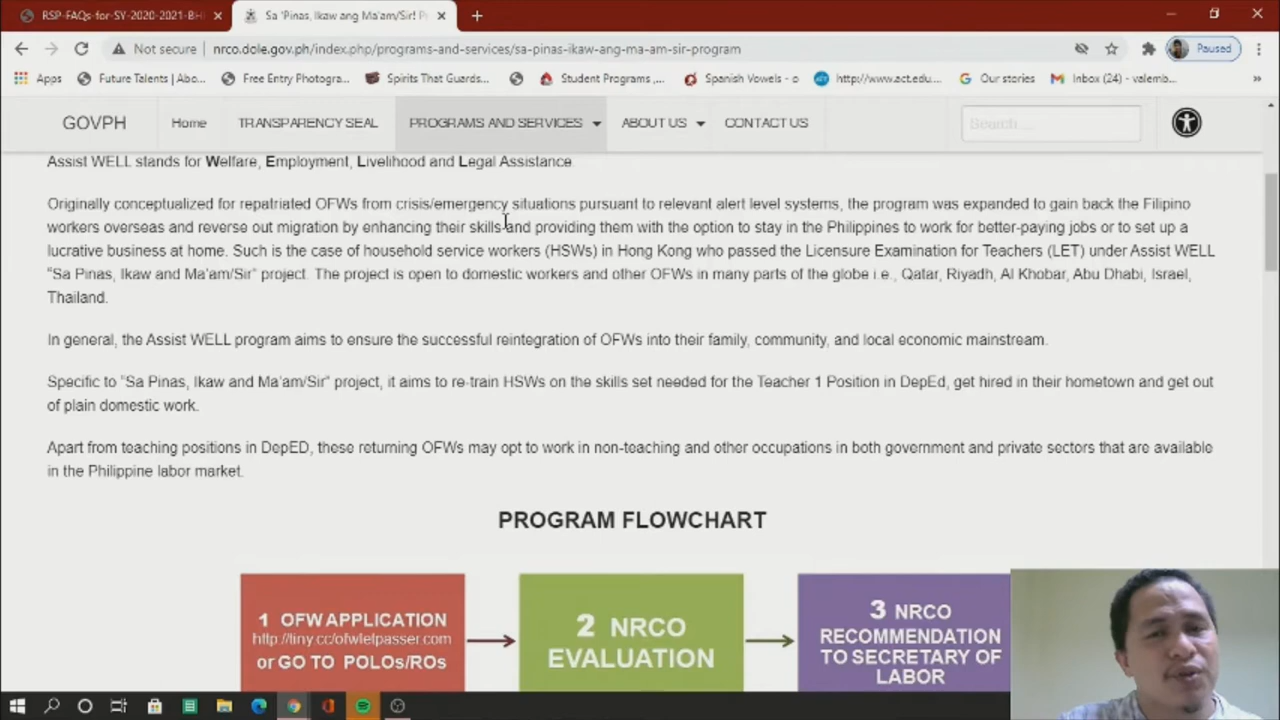 RSP-FAQs-for-SY-2020-2021-BH
Sa 'Pinas, Ikaw ang Ma'am/Sir! P
Not secure
nrco.dole.gov.ph/index.php/programs-and-services/sa-pinas-ikaw-ang-ma-am-sir-program
Paused
Apps
Future Talents | Abo...
Free Entry Photogra...
Spirits That Guards...
Student Programs ,...
Spanish Vowels - o
http://www.act.edu....
Our stories
Inbox (24) - valemb...
»
GOVPH
Home
TRANSPARENCY SEAL
PROGRAMS AND SERVICES
ABOUT US
CONTACT US
Search...
Assist WELL stands for Welfare, Employment, Livelihood and Legal Assistance
Originally conceptualized for repatriated OFWs from crisis/emergency situations pursuant to relevant alert level systems, the program was expanded to gain back the Filipino
workers overseas and reverse out migration by enhancing their skills and providing them with the option to stay in the Philippines to work for better-paying jobs or to set up a
lucrative business at home. Such is the case of household service workers (HSWs) in Hong Kong who passed the Licensure Examination for Teachers (LET) under Assist WELL
"Sa Pinas, Ikaw and Ma'am/Sir" project. The project is open to domestic workers and other OFWs in many parts of the globe i.e., Qatar, Riyadh, Al Khobar, Abu Dhabi, Israel,
Thailand.
In general, the Assist WELL program aims to ensure the successful reintegration of OFWs into their family, community, and local economic mainstream.
Specific to "Sa Pinas, Ikaw and Ma'am/Sir" project, it aims to re-train HSWs on the skills set needed for the Teacher 1 Position in DepEd, get hired in their hometown and get out
of plain domestic work.
Apart from teaching positions in DepED, these returning OFWs may opt to work in non-teaching and other occupations in both government and private sectors that are available
in the Philippine labor market.
PROGRAM FLOWCHART
1 OFW APPLICATION
http://tiny.cc/ofwletpasser.com
or GO TO POLOs/ROs
2 NRCO
EVALUATION
3 NRCO
RECOMMENDATION
TO SECRETARY OF
LABOR